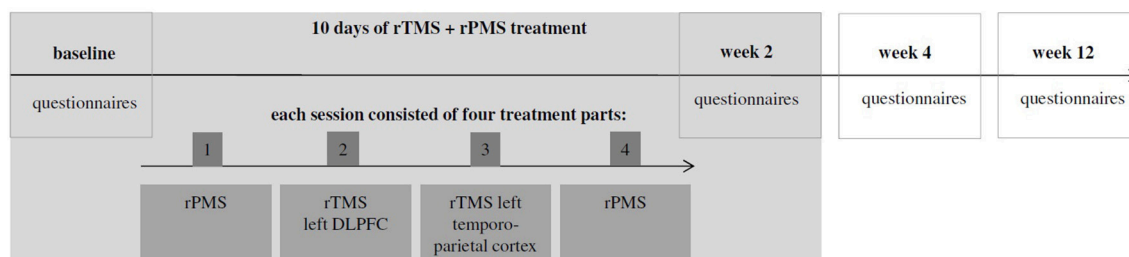 10 days of rTMS + rPMS treatment
baseline
week 2
week 4
week 12
questionnaires
questionnaires
questionnaires
questionnaires
each session consisted of four treatment parts:
1
2
3
4
rPMS
rTMS
left DLPFC
rTMS left
temporo-
parietal cortex
rPMS